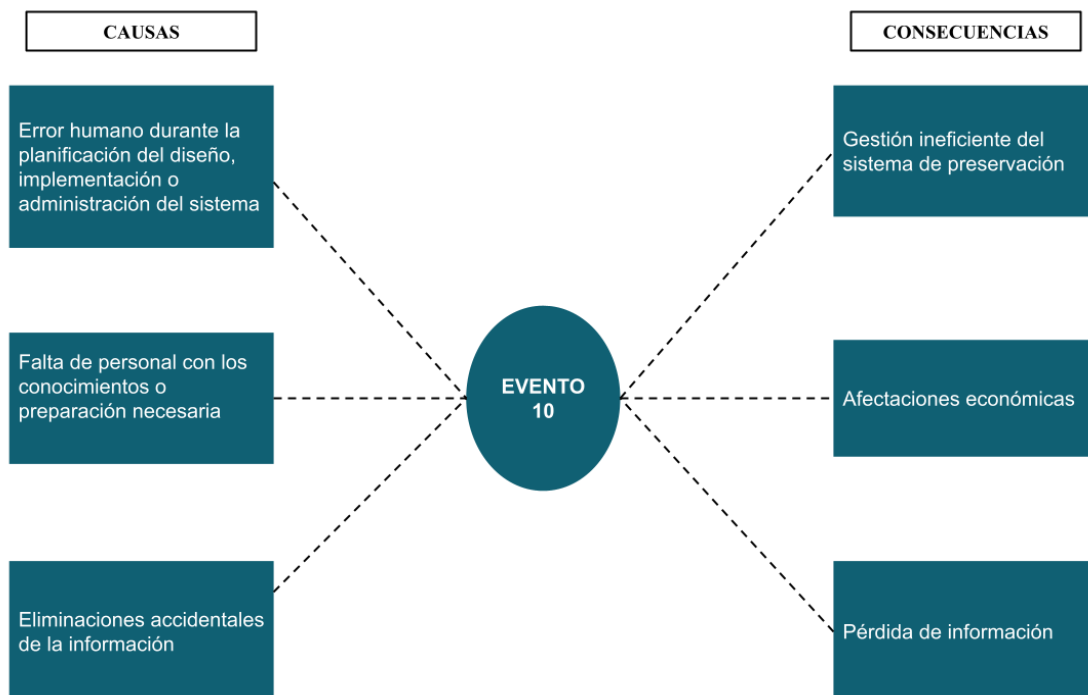 CAUSAS
Error humano durante la
planificación del diseño,
implementación o
administración del sistema
Falta de personal con los
conocimientos o
preparación necesaria
Eliminaciones accidentales
de la información
EVENTO
10
CONSECUENCIAS
Gestión ineficiente del
sistema de preservación
Afectaciones económicas
Pérdida de información